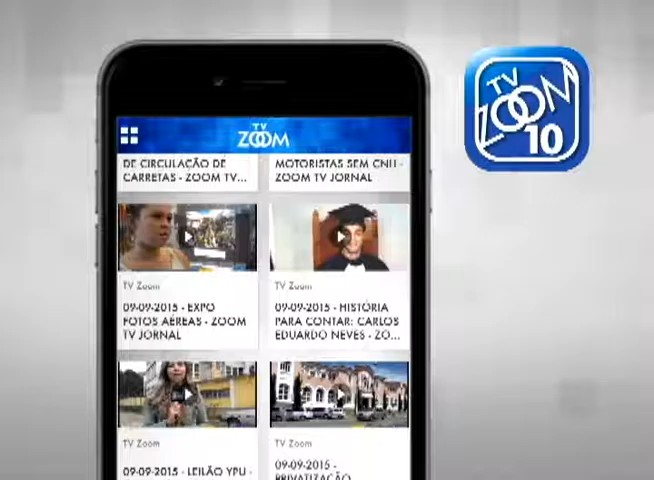 TV
ZOOM
10
TV
ZOOM
DE CIRCULAÇÃO DE
CARRETAS - ZOOM TV...
MOTORISTAS SEM CNH -
ZOOM TV JORNAL
TV Zoom
09-09-2015 - EXPO
FOTOS AÉREAS - ZOOM
TV JORNAL
TV Zoom
09-09-2015 - HISTÓRIA
PARA CONTAR: CARLOS
EDUARDO NEVES - ZO...
TV Zoom
09-09-2015 - LEILÃO YPU -
TV Zoom
09-09-2015 -
PRIVATIZAÇÃO